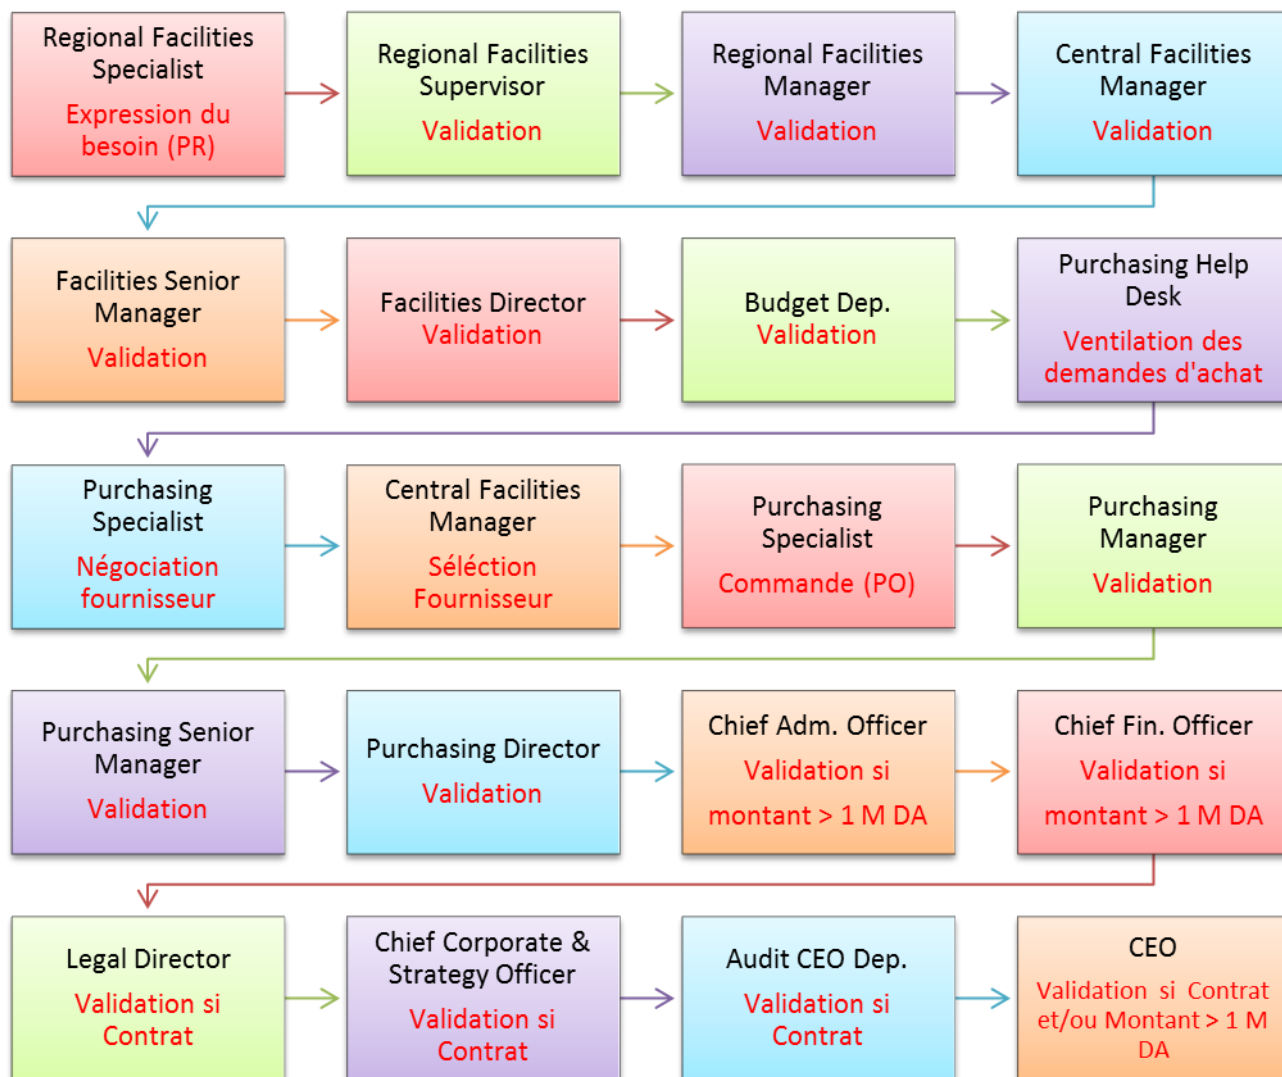 Regional Facilities
Specialist
Expression du
besoin (PR)
Regional Facilities
Supervisor
Validation
Regional Facilities
Manager
Validation
Central Facilities
Manager
Validation
Facilities Senior
Manager
Validation
Facilities Director
Validation
Budget Dep.
Validation
Purchasing Help
Desk
Ventilation des
demandes d'achat
Purchasing
Specialist
Négociation
fournisseur
Central Facilities
Manager
Séléction
Fournisseur
Purchasing
Specialist
Commande (PO)
Purchasing
Manager
Validation
Purchasing Senior
Manager
Validation
Purchasing Director
Validation
Chief Adm. Officer
Validation si
montant > 1 M DA
Chief Fin. Officer
Validation si
montant > 1 M DA
Legal Director
Validation si
Contrat
Chief Corporate &
Strategy Officer
Validation si
Contrat
Audit CEO Dep.
Validation si
Contrat
CEO
Validation si Contrat
et/ou Montant > 1 M
DA